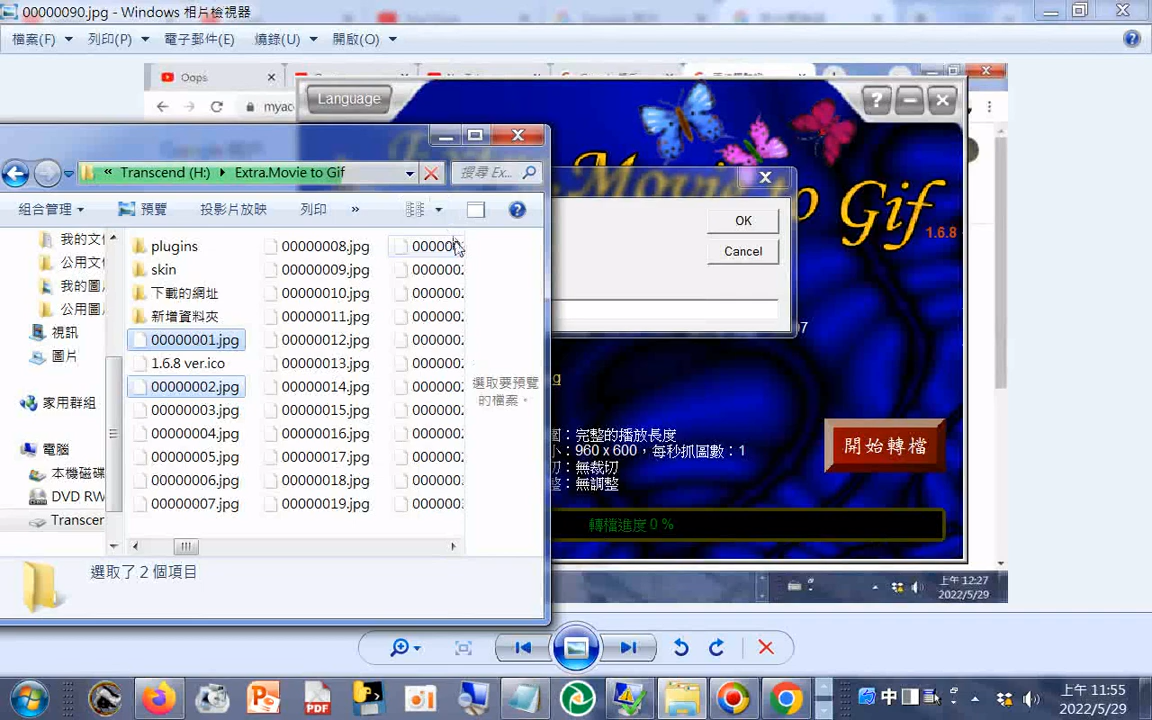 00000090.jpg - Windows 相片檢視器
檔案(F) 列印(P) 電子郵件(E) 燒錄(U) 開啟(O)
Oops
myac
Language
Movie to Gif
1.6.8
« Transcend (H:) Extra.Movie to Gif
搜尋 Ex...
組合管理 預覽 投影片放映 列印 »
OK
Cancel
我的文
公用文
我的圖
公用圖
視訊
圖片
家用群組
電腦
本機磁碟
DVD RW
Transcen
plugins
skin
下載的網址
新增資料夾
00000001.jpg
1.6.8 ver.ico
00000002.jpg
00000003.jpg
00000004.jpg
00000005.jpg
00000006.jpg
00000007.jpg
00000008.jpg
00000009.jpg
00000010.jpg
00000011.jpg
00000012.jpg
00000013.jpg
00000014.jpg
00000015.jpg
00000016.jpg
00000017.jpg
00000018.jpg
00000019.jpg
選取要預覽
的檔案。
選取了 2 個項目
：完整的播放長度
：960 x 600，每秒抓圖數：1
：無裁切
：無調整
開始轉檔
轉檔進度 0 %
上午 12:27
2022/5/29
中
上午 11:55
2022/5/29